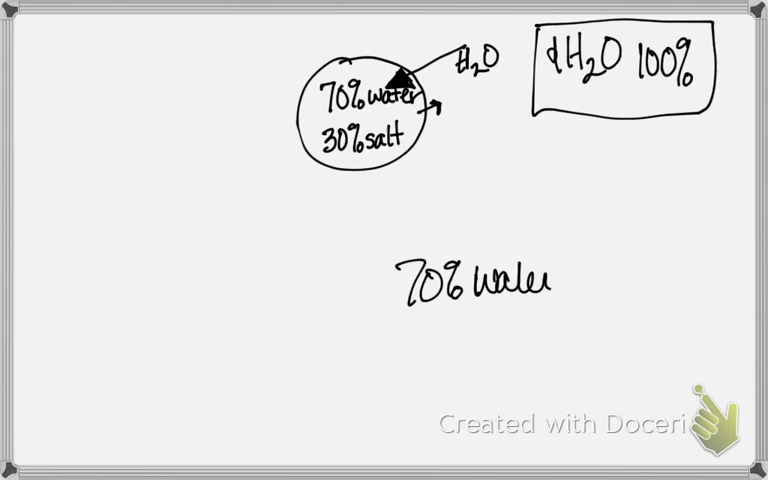 H₂O
dH₂O 100%
70% water
30% salt
70% water
Created with Doceri